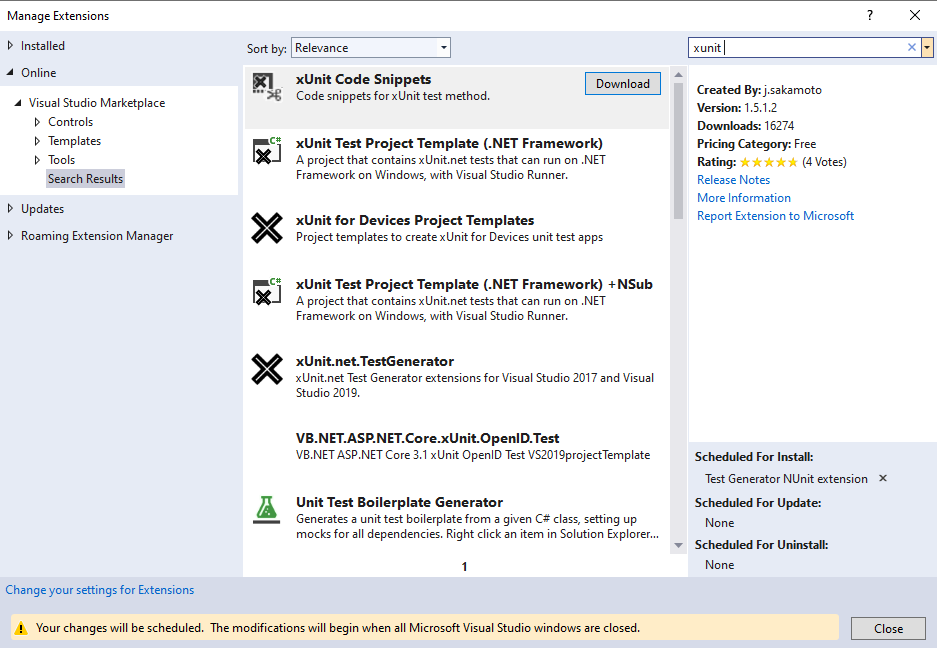 Manage Extensions
?
Installed
Online
Visual Studio Marketplace
Controls
Templates
Tools
Search Results
Updates
Roaming Extension Manager
Sort by: Relevance
xUnit Code Snippets
Download
Code snippets for xUnit test method.
C#
xUnit Test Project Template (.NET Framework)
A project that contains xUnit.net tests that can run on .NET
Framework on Windows, with Visual Studio Runner.
xUnit for Devices Project Templates
Project templates to create xUnit for Devices unit test apps
C#
xUnit Test Project Template (.NET Framework) +NSub
A project that contains xUnit.net tests that can run on .NET
Framework on Windows, with Visual Studio Runner.
xUnit.net.TestGenerator
xUnit.net Test Generator extensions for Visual Studio 2017 and Visual
Studio 2019.
VB.NET.ASP.NET.Core.xUnit.OpenID.Test
VB.NET ASP.NET Core 3.1 xUnit OpenID Test VS2019projectTemplate
Unit Test Boilerplate Generator
Generates a unit test boilerplate from a given C# class, setting up
mocks for all dependencies. Right click an item in Solution Explorer...
1
xunit
Created By: j.sakamoto
Version: 1.5.1.2
Downloads: 16274
Pricing Category: Free
Rating: (4 Votes)
Release Notes
More Information
Report Extension to Microsoft
Scheduled For Install:
Test Generator NUnit extension
Scheduled For Update:
None
Scheduled For Uninstall:
None
Change your settings for Extensions
Your changes will be scheduled. The modifications will begin when all Microsoft Visual Studio windows are closed.
Close